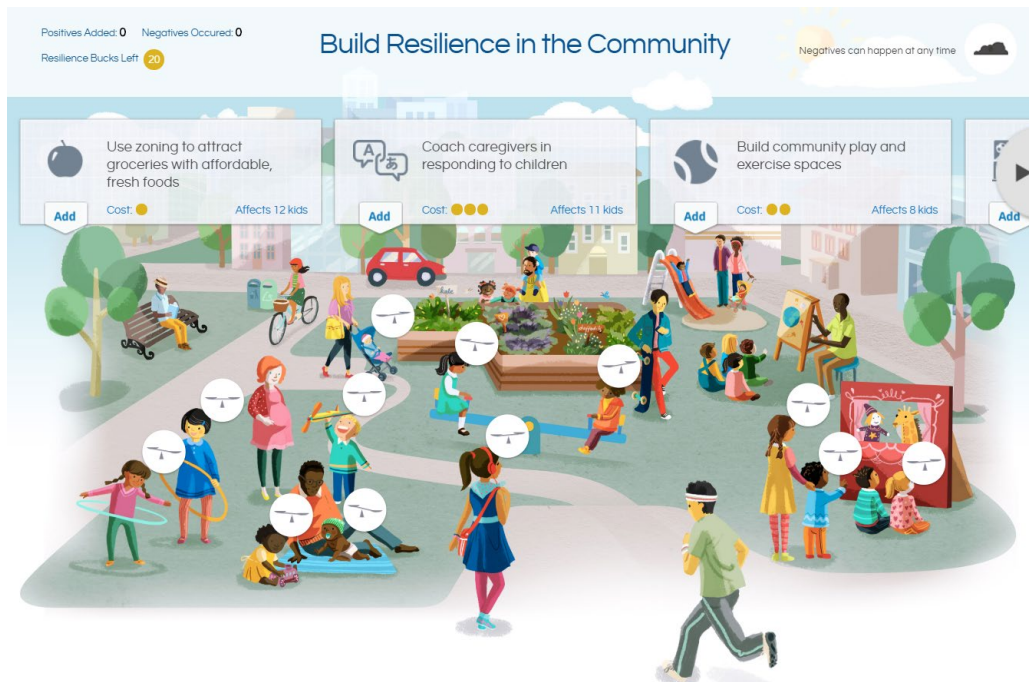 Positives Added: 0 Negatives Occured: 0
Build Resilience in the Community
Negatives can happen at any time
Resilience Bucks Left 20
Use zoning to attract
groceries with affordable,
fresh foods
Add
Cost:
Affects 12 kids
A あ
Coach caregivers in
responding to children
Add
Cost:
Affects 11 kids
Build community play and
exercise spaces
Add
Cost:
Affects 8 kids
Add
kale